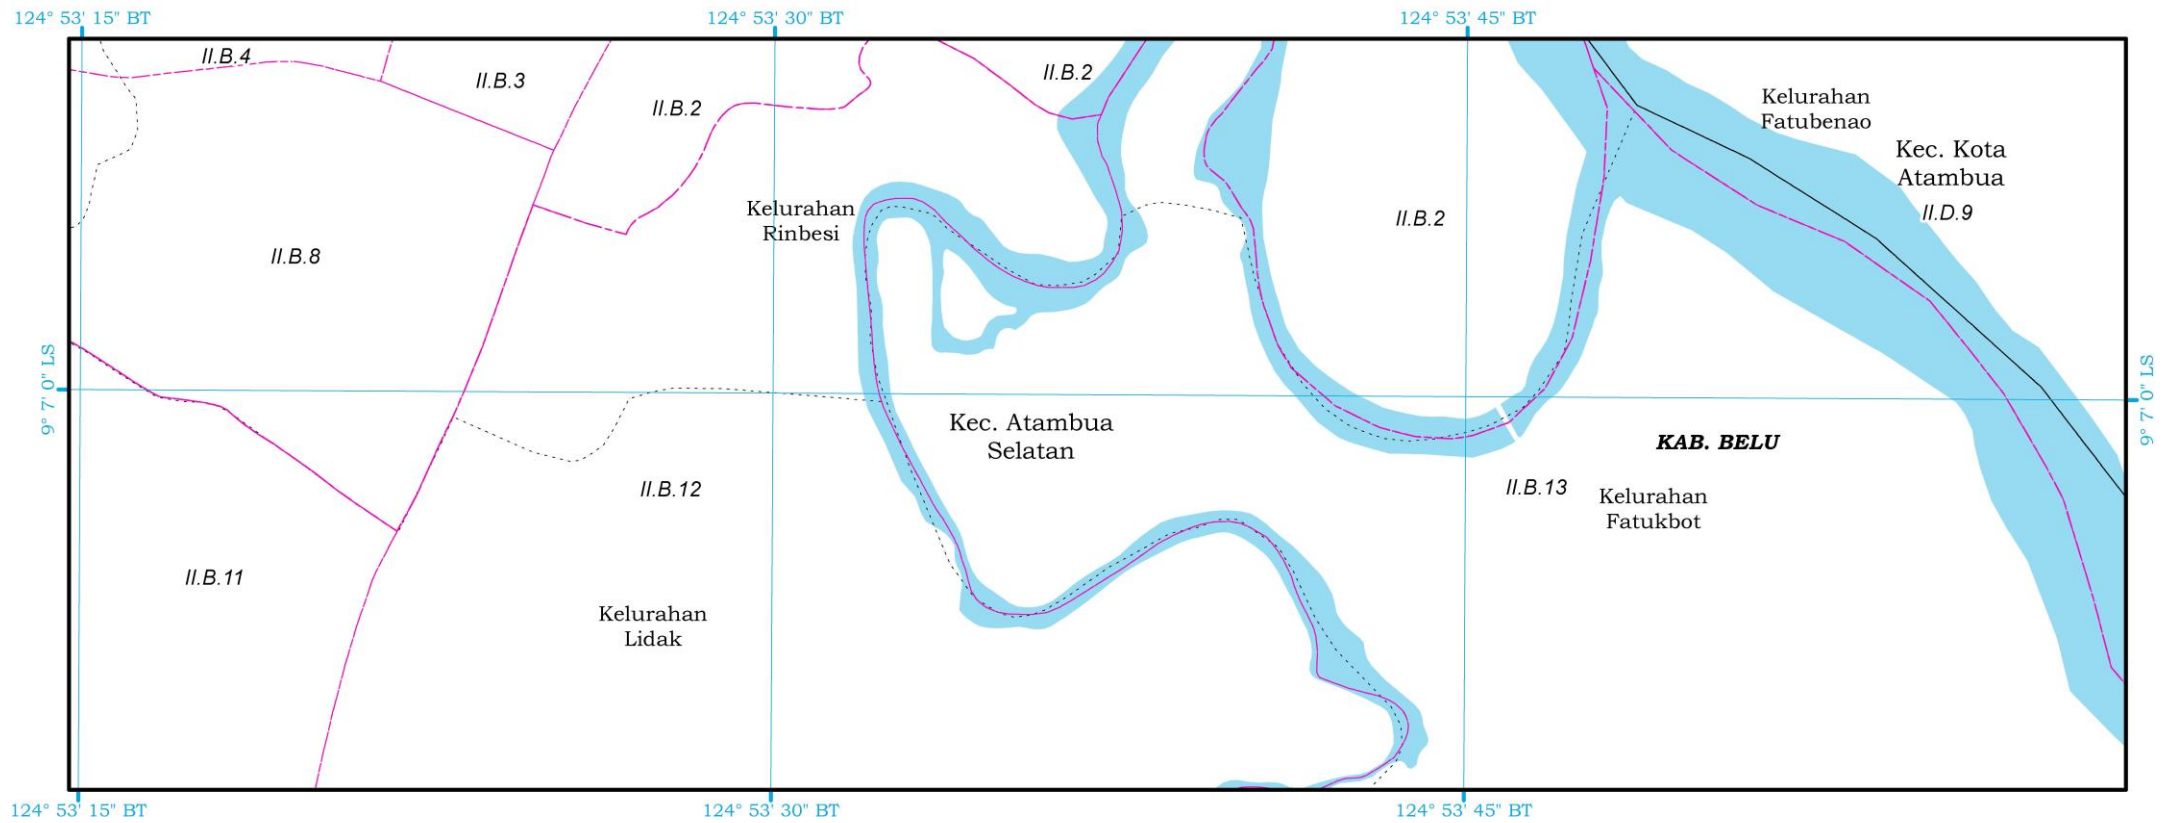 124° 53' 15" BT
124° 53' 30" BT
124° 53' 45" BT
II.B.4
II.B.3
II.B.2
II.B.2
Kelurahan
Fatubenao
Kec. Kota
Atambua
II.D.9
Kelurahan
Rinbesi
II.B.2
II.B.8
9° 7' 0" LS
9° 7' 0" LS
Kec. Atambua
Selatan
KAB. BELU
II.B.12
II.B.13
Kelurahan
Fatukbot
II.B.11
Kelurahan
Lidak
124° 53' 15" BT
124° 53' 30" BT
124° 53' 45" BT